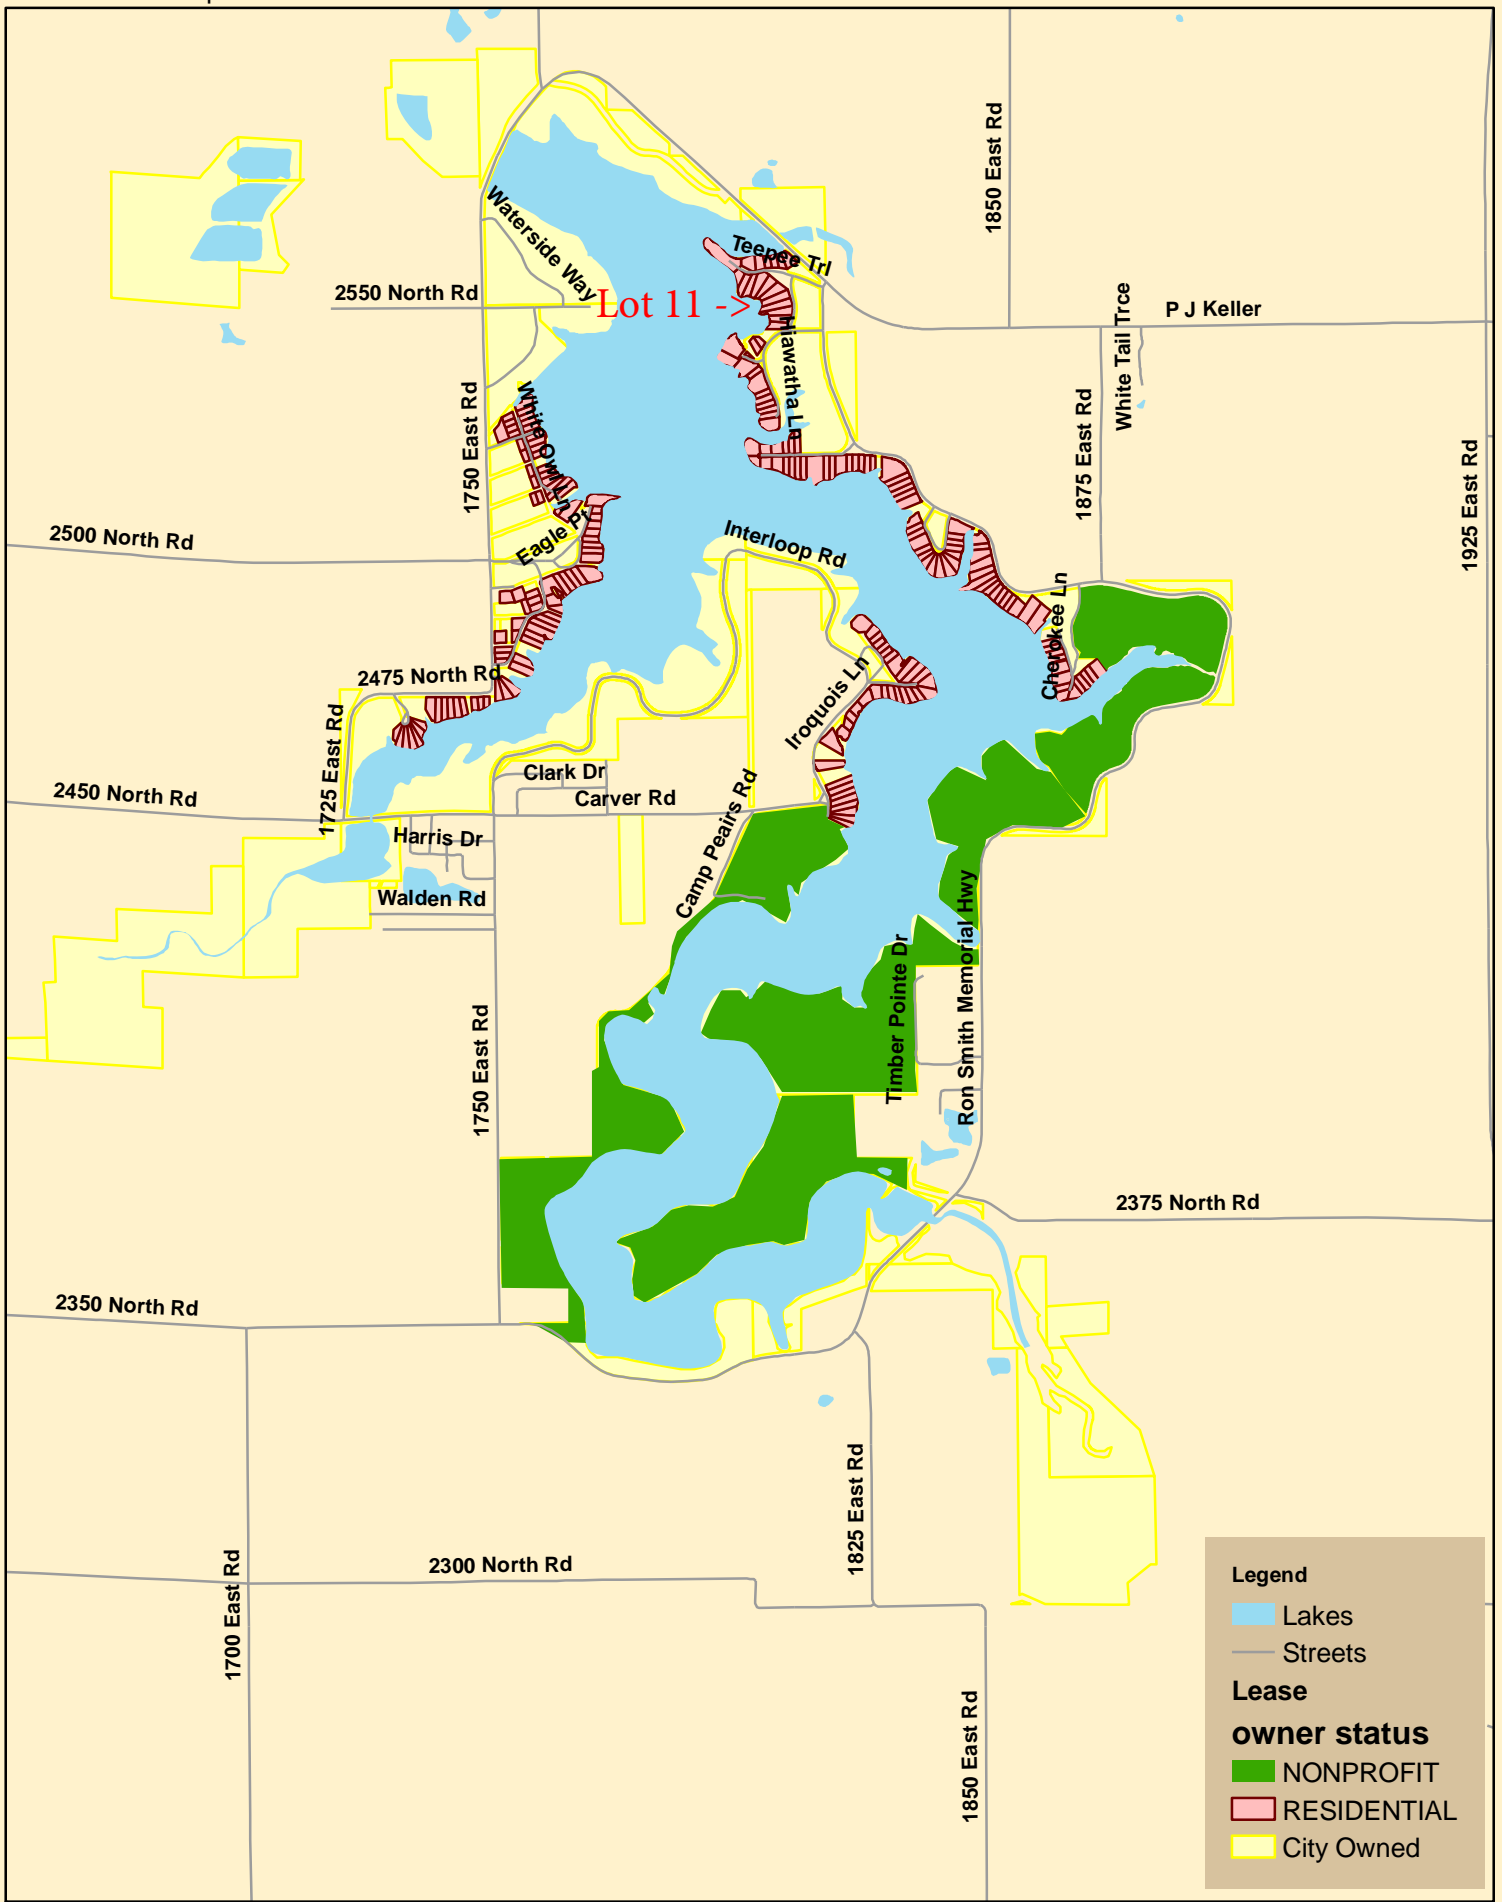 1850 East Rd
Waterside Way
Teepee Trl
2550 North Rd
Lot 11 ->
P J Keller
White Tail Trce
Hiawatha Ln
1750 East Rd
White Owl Ln
1875 East Rd
1925 East Rd
2500 North Rd
Eagle Pt
Interloop Rd
Cherokee Ln
2475 North Rd
Iroquois Ln
1725 East Rd
2450 North Rd
Clark Dr
Carver Rd
Camp Peairs Rd
Harris Dr
Walden Rd
Timber Pointe Dr
Ron Smith Memorial Hwy
1750 East Rd
2375 North Rd
2350 North Rd
1825 East Rd
2300 North Rd
1700 East Rd
1850 East Rd
Legend
Lakes
Streets
Lease
owner status
NONPROFIT
RESIDENTIAL
City Owned